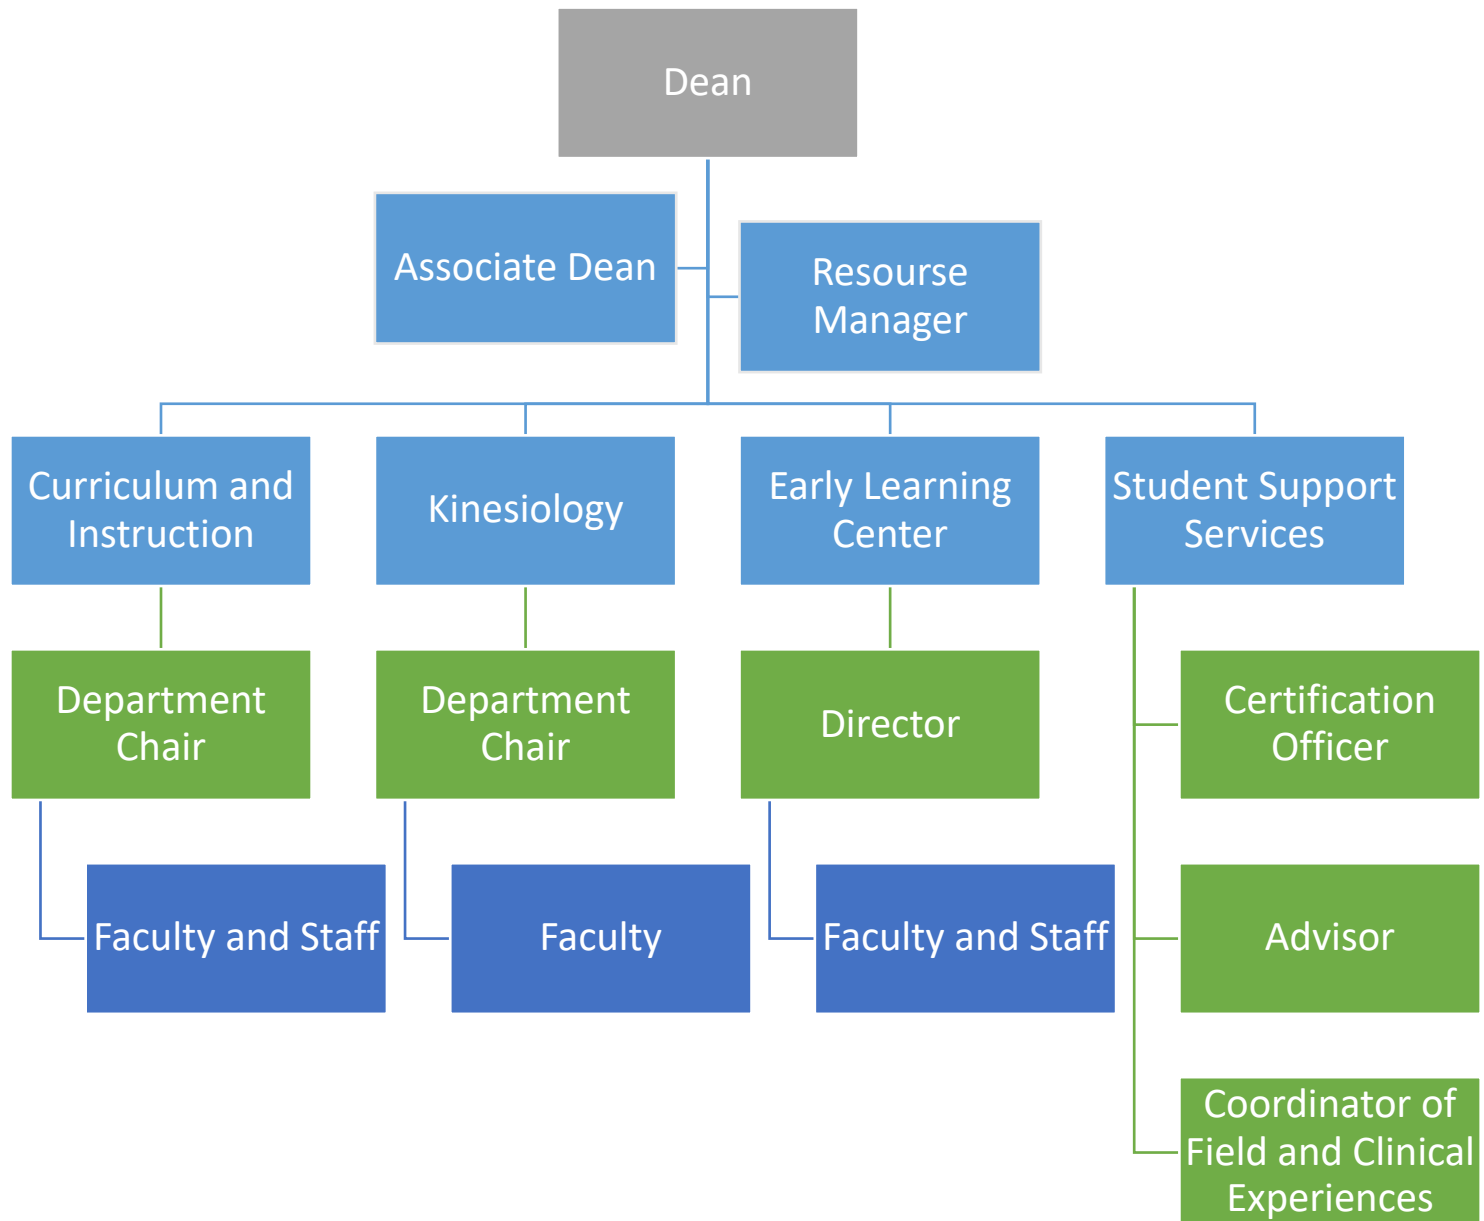 Dean
Associate Dean
Resourse
Manager
Curriculum and
Instruction
Kinesiology
Early Learning
Center
Student Support
Services
Department
Chair
Department
Chair
Director
Certification
Officer
Faculty and Staff
Faculty
Faculty and Staff
Advisor
Coordinator of
Field and Clinical
Experiences